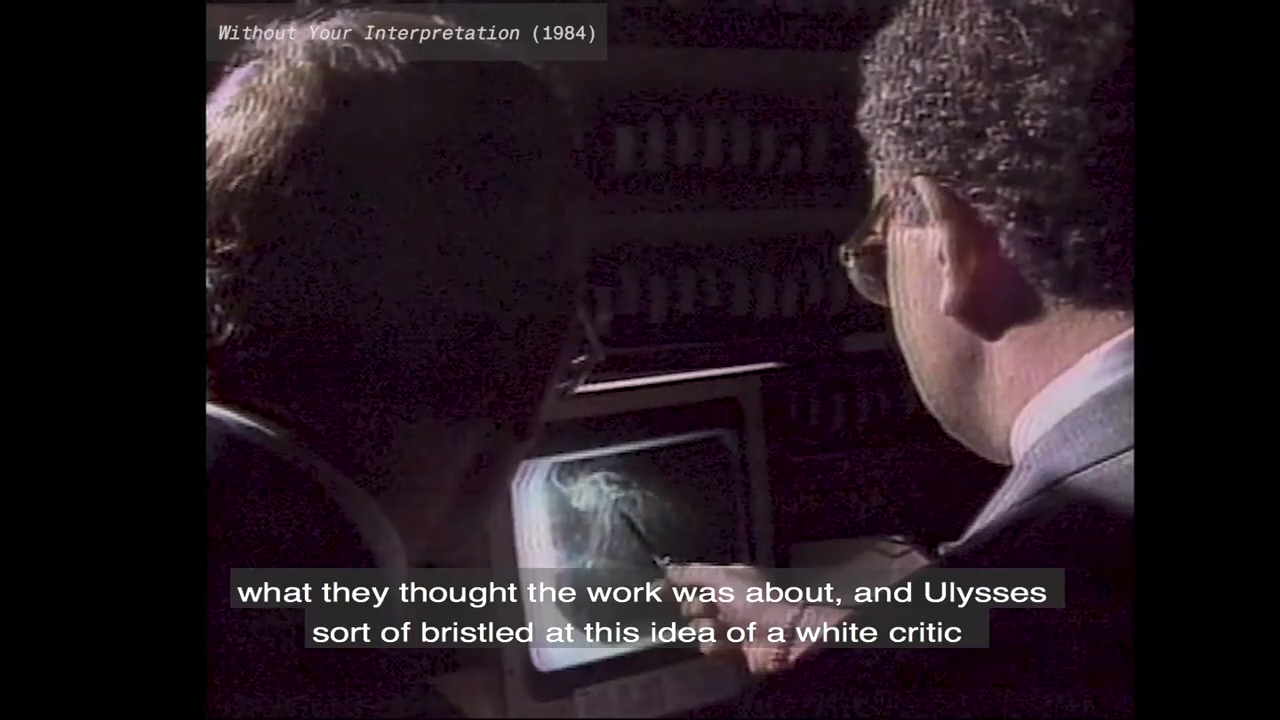 Without Your Interpretation (1984)
what they thought the work was about, and Ulysses
sort of bristled at this idea of a white critic